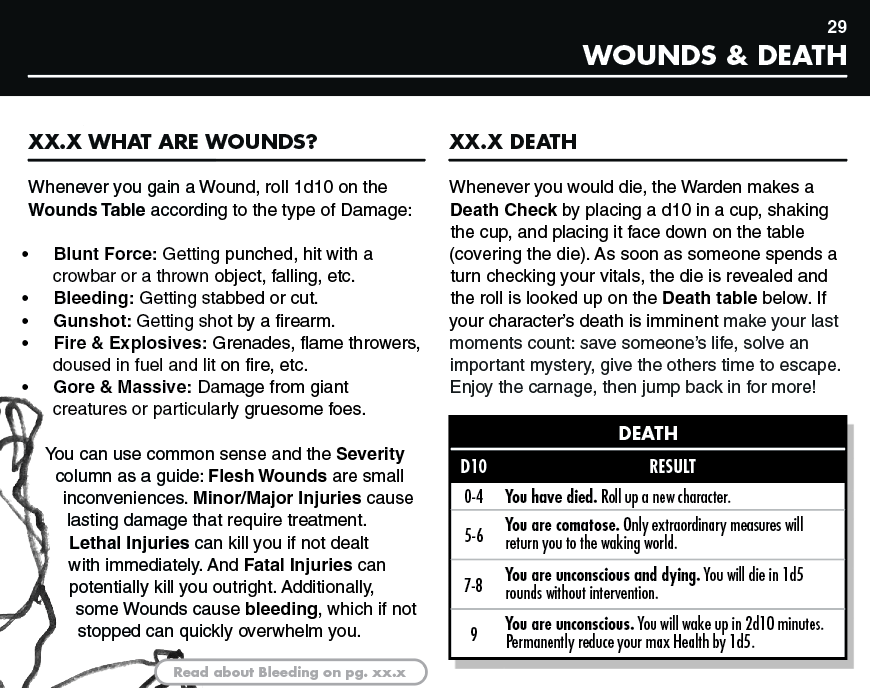 29
WOUNDS & DEATH
XX.X WHAT ARE WOUNDS?
Whenever you gain a Wound, roll 1d10 on the
Wounds Table according to the type of Damage:
• Blunt Force: Getting punched, hit with a
crowbar or a thrown object, falling, etc.
• Bleeding: Getting stabbed or cut.
• Gunshot: Getting shot by a firearm.
• Fire & Explosives: Grenades, flame throwers,
doused in fuel and lit on fire, etc.
• Gore & Massive: Damage from giant
creatures or particularly gruesome foes.
You can use common sense and the Severity
column as a guide: Flesh Wounds are small
inconveniences. Minor/Major Injuries cause
lasting damage that require treatment.
Lethal Injuries can kill you if not dealt
with immediately. And Fatal Injuries can
potentially kill you outright. Additionally,
some Wounds cause bleeding, which if not
stopped can quickly overwhelm you.
Read about Bleeding on pg. xx.x
XX.X DEATH
Whenever you would die, the Warden makes a
Death Check by placing a d10 in a cup, shaking
the cup, and placing it face down on the table
(covering the die). As soon as someone spends a
turn checking your vitals, the die is revealed and
the roll is looked up on the Death table below. If
your character's death is imminent make your last
moments count: save someone's life, solve an
important mystery, give the others time to escape.
Enjoy the carnage, then jump back in for more!
DEATH
D10 RESULT
0-4 You have died. Roll up a new character.
5-6 You are comatose. Only extraordinary measures will
return you to the waking world.
7-8 You are unconscious and dying. You will die in 1d5
rounds without intervention.
9 You are unconscious. You will wake up in 2d10 minutes.
Permanently reduce your max Health by 1d5.